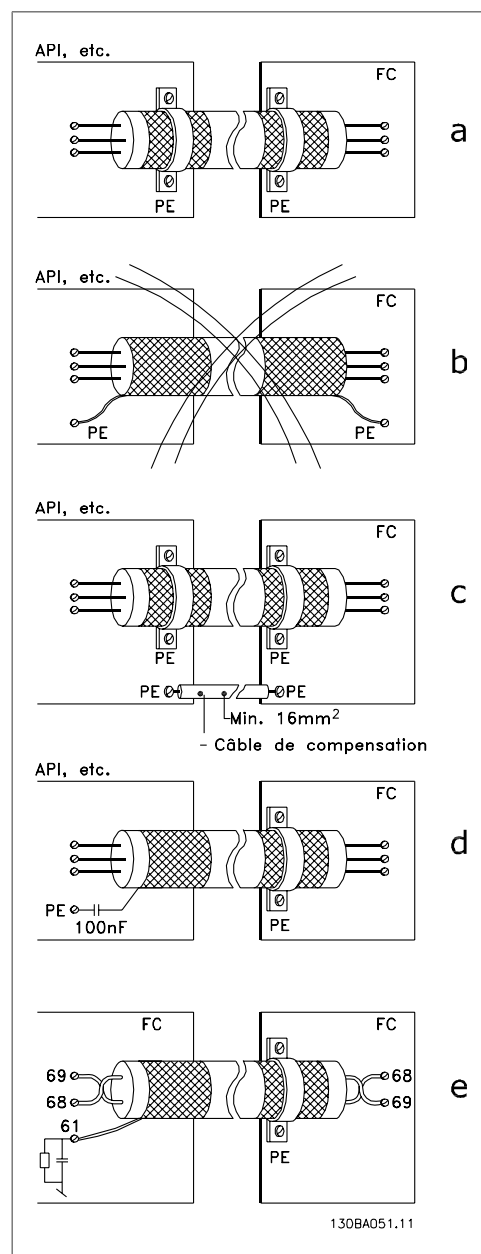 API, etc.
FC
a
PE
PE
API, etc.
FC
b
PE
PE
API, etc.
FC
c
PE
PE
PE
PE
Min. 16mm²
- Câble de compensation
API, etc.
FC
d
PE
100nF
PE
FC
FC
e
69
68
68
69
61
PE
130BA051.11